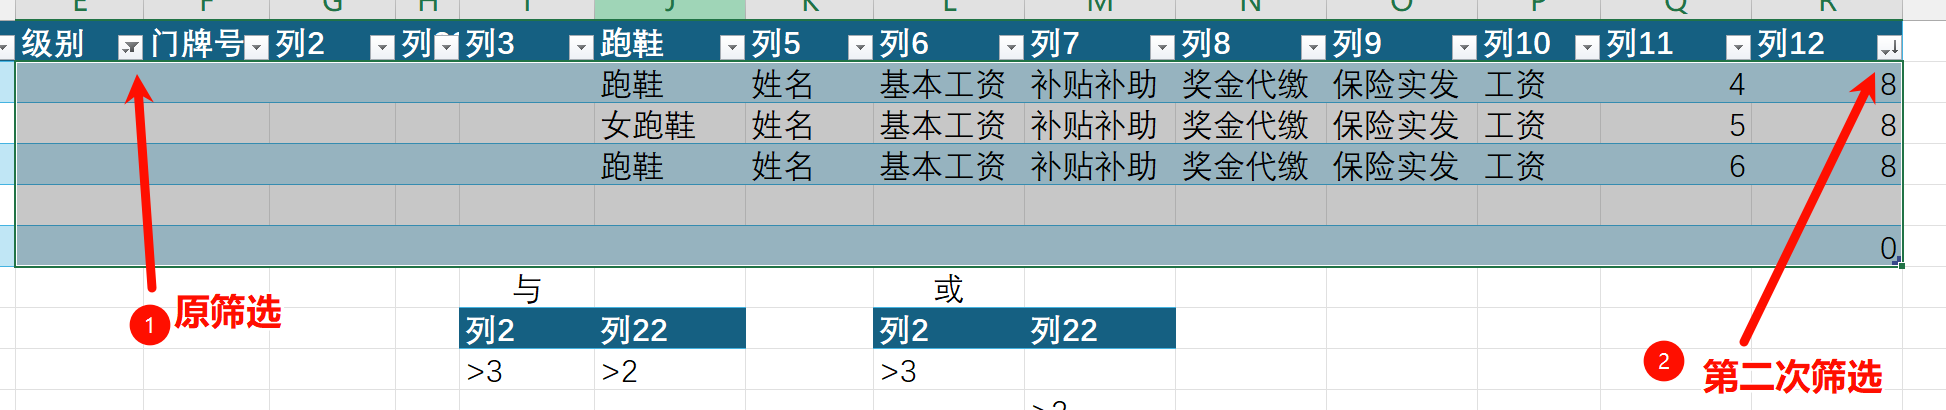 E F G H I J K L M N O P Q R
级别 门牌号 列2 列 列3 跑鞋 列5 列6 列7 列8 列9 列10 列11 列12
跑鞋 姓名 基本工资 补贴补助 奖金代缴 保险实发 工资 4 8
女跑鞋 姓名 基本工资 补贴补助 奖金代缴 保险实发 工资 5 8
跑鞋 姓名 基本工资 补贴补助 奖金代缴 保险实发 工资 6 8
0
与 或
1 原筛选
列2 列22 列2 列22
>3 >2 >3
2 第二次筛选
>2